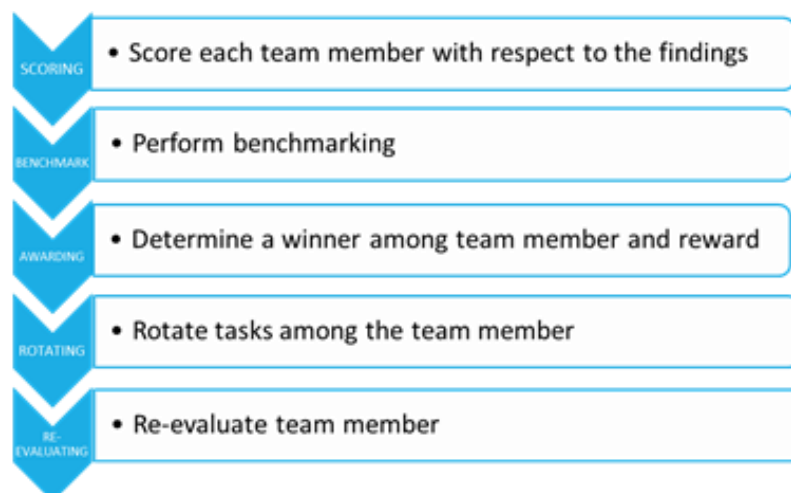 SCORING
• Score each team member with respect to the findings
BENCHMARK
• Perform benchmarking
AWARDING
• Determine a winner among team member and reward
ROTATING
• Rotate tasks among the team member
RE-
EVALUATING
• Re-evaluate team member